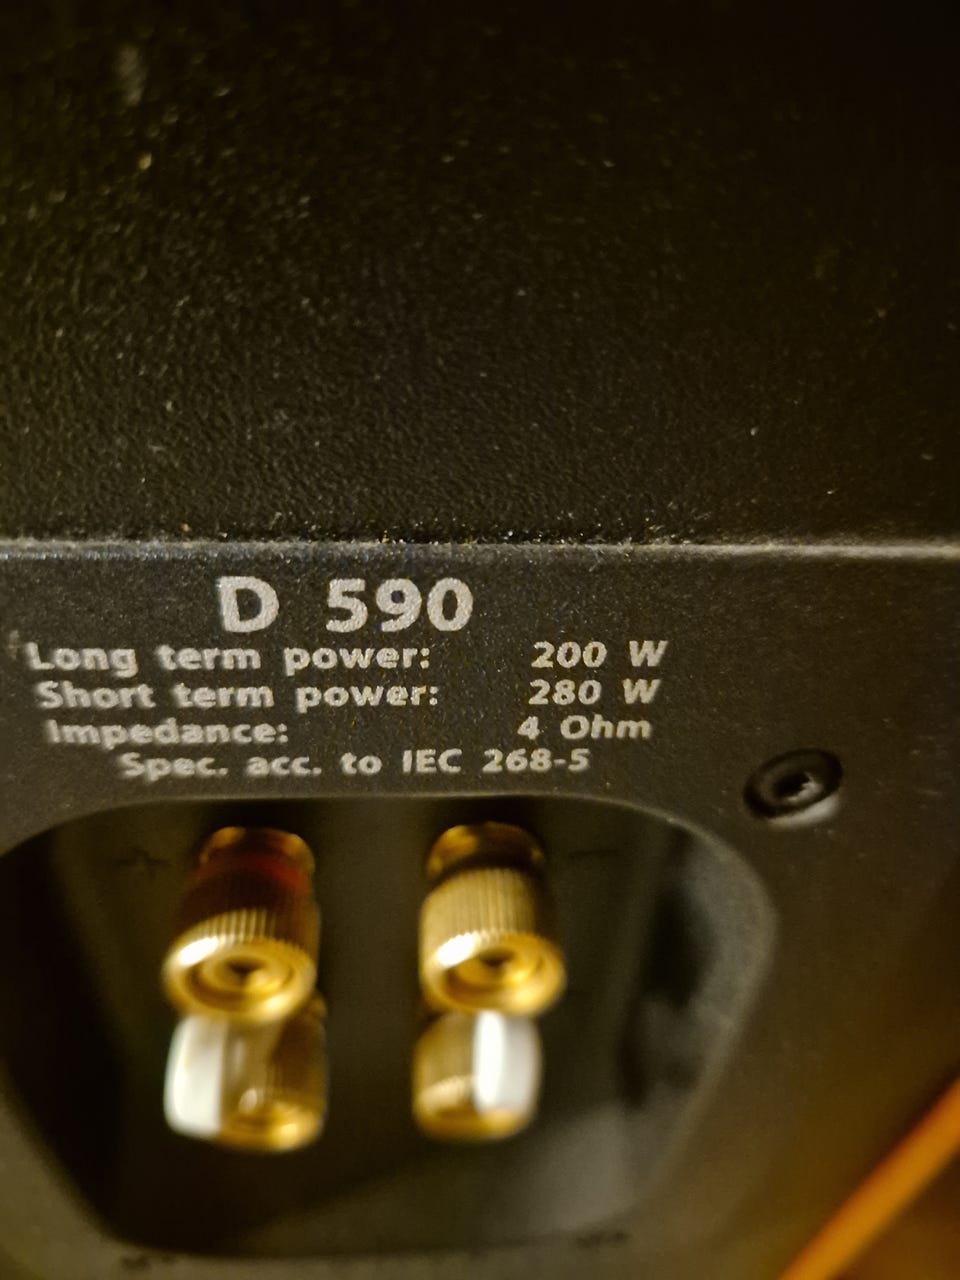 D 590
Long term power: 200 W
Short term power: 280 W
Impedance: 4 Ohm
Spec. acc. to IEC 268-5
+ -